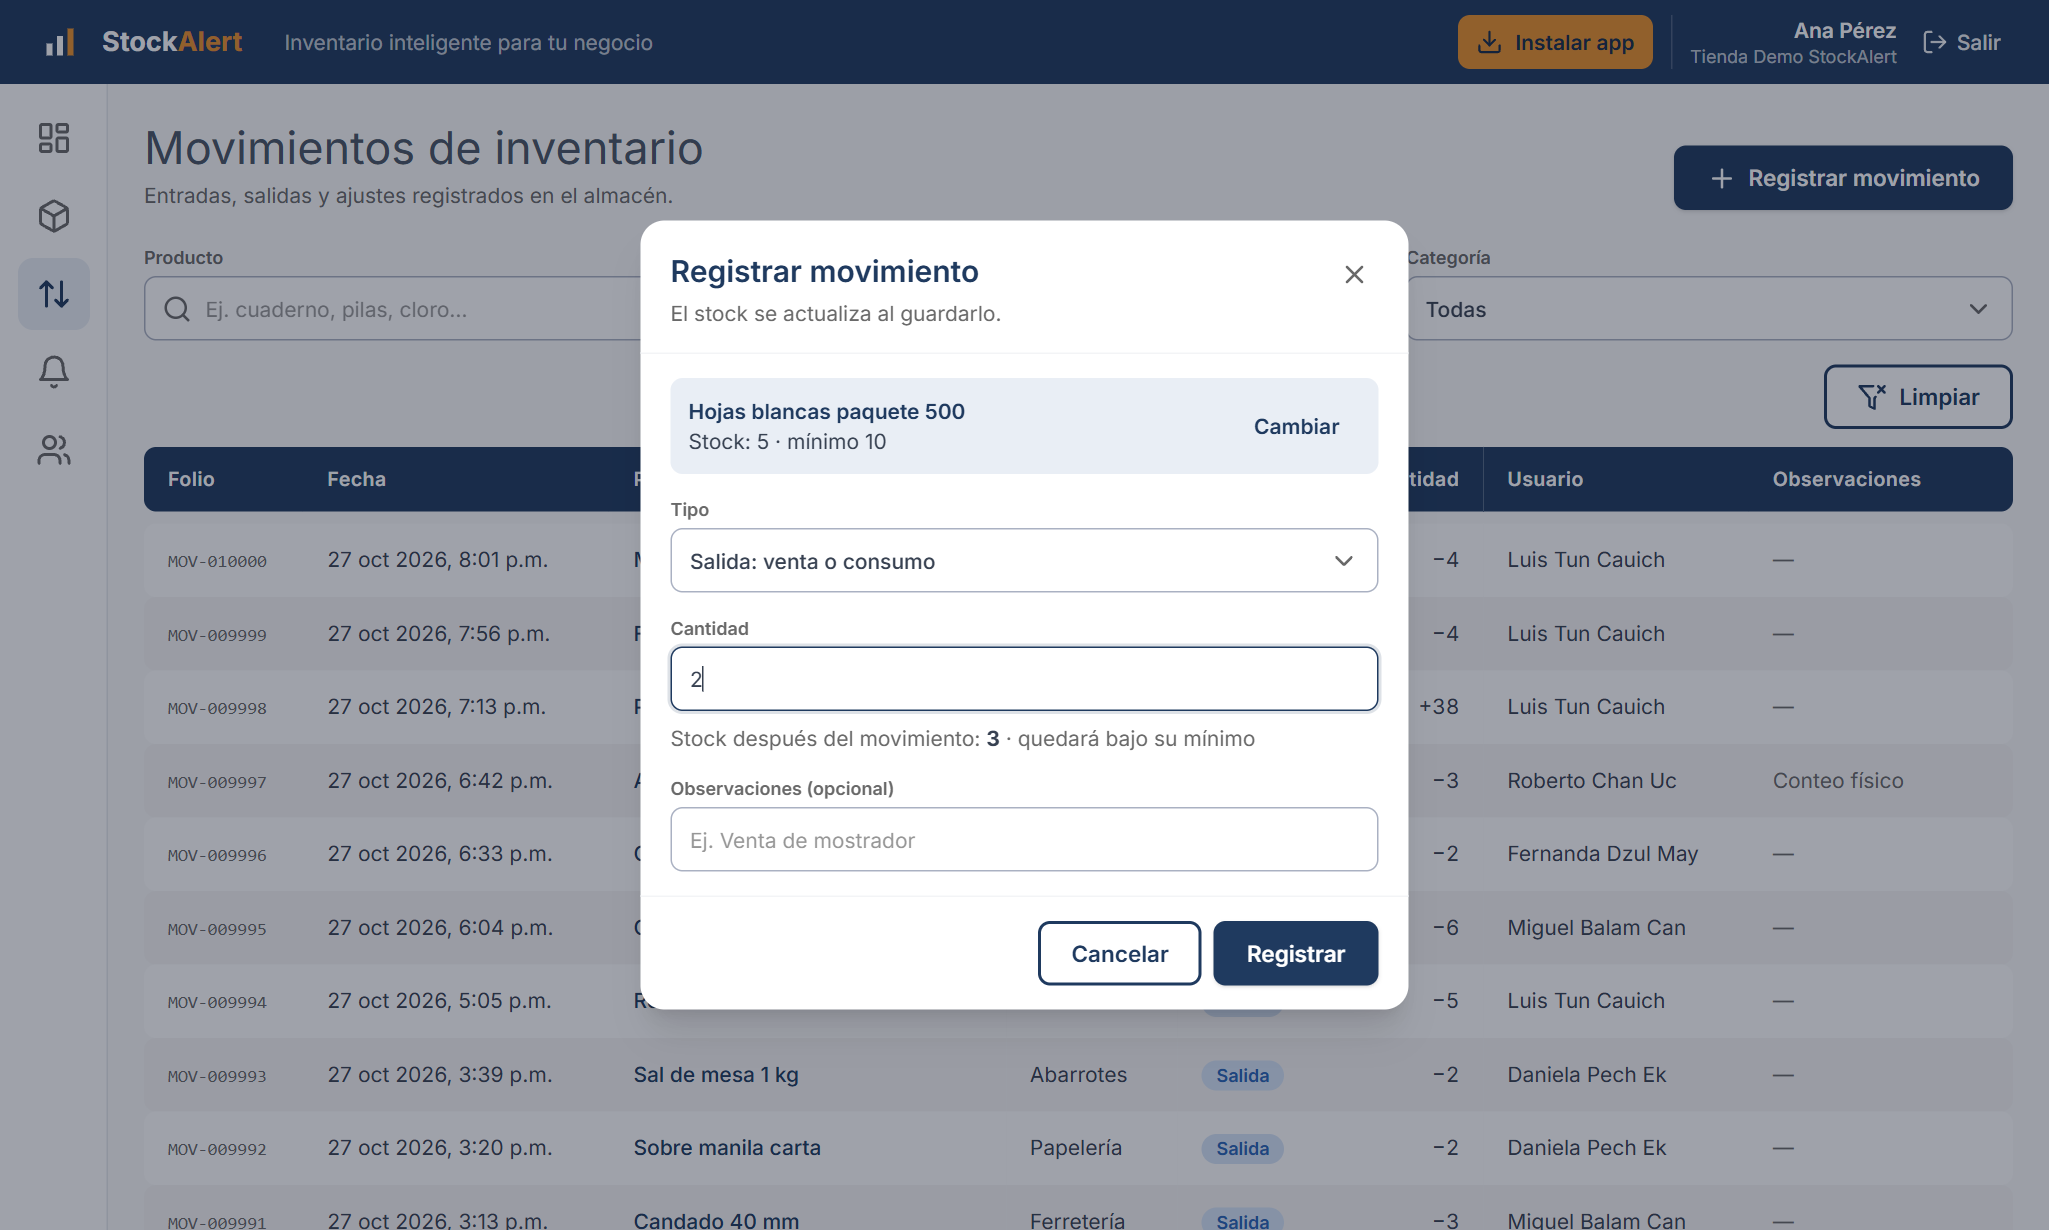 StockAlert
Inventario inteligente para tu negocio
Instalar app
Ana Pérez
Tienda Demo StockAlert
Salir
Movimientos de inventario
Entradas, salidas y ajustes registrados en el almacén.
Registrar movimiento
Producto
Ej. cuaderno, pilas, cloro...
Categoría
Todas
Limpiar
Registrar movimiento
El stock se actualiza al guardarlo.
Hojas blancas paquete 500
Stock: 5 · mínimo 10
Cambiar
Tipo
Salida: venta o consumo
Cantidad
2
Stock después del movimiento: 3 · quedará bajo su mínimo
Observaciones (opcional)
Ej. Venta de mostrador
Cancelar
Registrar
Folio Fecha tidad Usuario Observaciones
MOV-010000 27 oct 2026, 8:01 p.m. −4 Luis Tun Cauich —
MOV-009999 27 oct 2026, 7:56 p.m. −4 Luis Tun Cauich —
MOV-009998 27 oct 2026, 7:13 p.m. +38 Luis Tun Cauich —
MOV-009997 27 oct 2026, 6:42 p.m. −3 Roberto Chan Uc Conteo físico
MOV-009996 27 oct 2026, 6:33 p.m. −2 Fernanda Dzul May —
MOV-009995 27 oct 2026, 6:04 p.m. −6 Miguel Balam Can —
MOV-009994 27 oct 2026, 5:05 p.m. −5 Luis Tun Cauich —
MOV-009993 27 oct 2026, 3:39 p.m. Sal de mesa 1 kg Abarrotes Salida −2 Daniela Pech Ek —
MOV-009992 27 oct 2026, 3:20 p.m. Sobre manila carta Papelería Salida −2 Daniela Pech Ek —
MOV-009991 27 oct 2026, 3:13 p.m. Candado 40 mm Ferretería Salida −3 Miguel Balam Can —